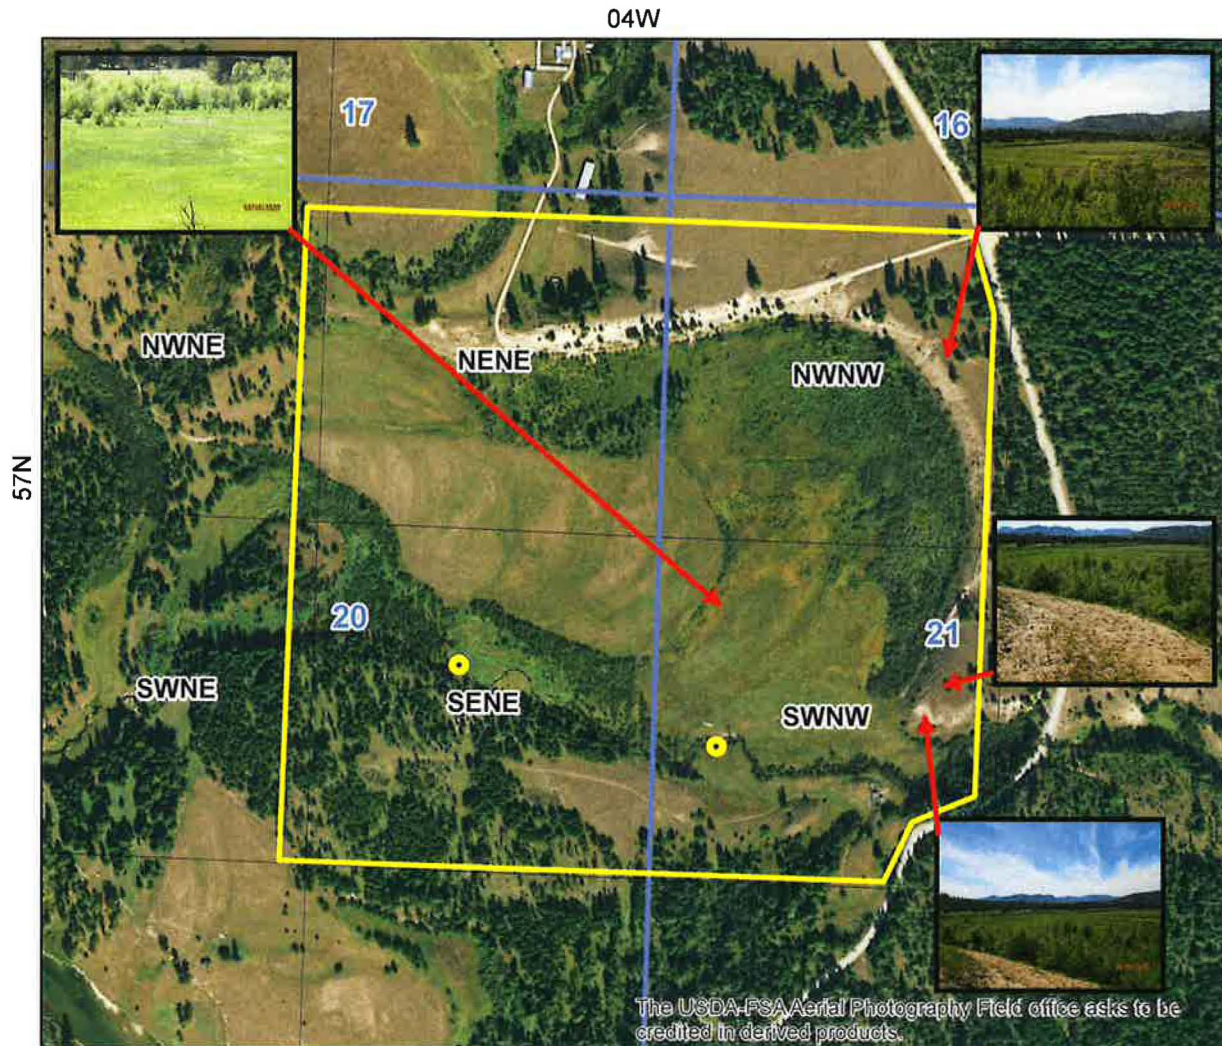 04W
17
16
NWNE
NENE
NWNW
57N
20
21
SWNE
SENE
SWNW
The USDA-FSA Aerial Photography Field office asks to be
credited in derived products.